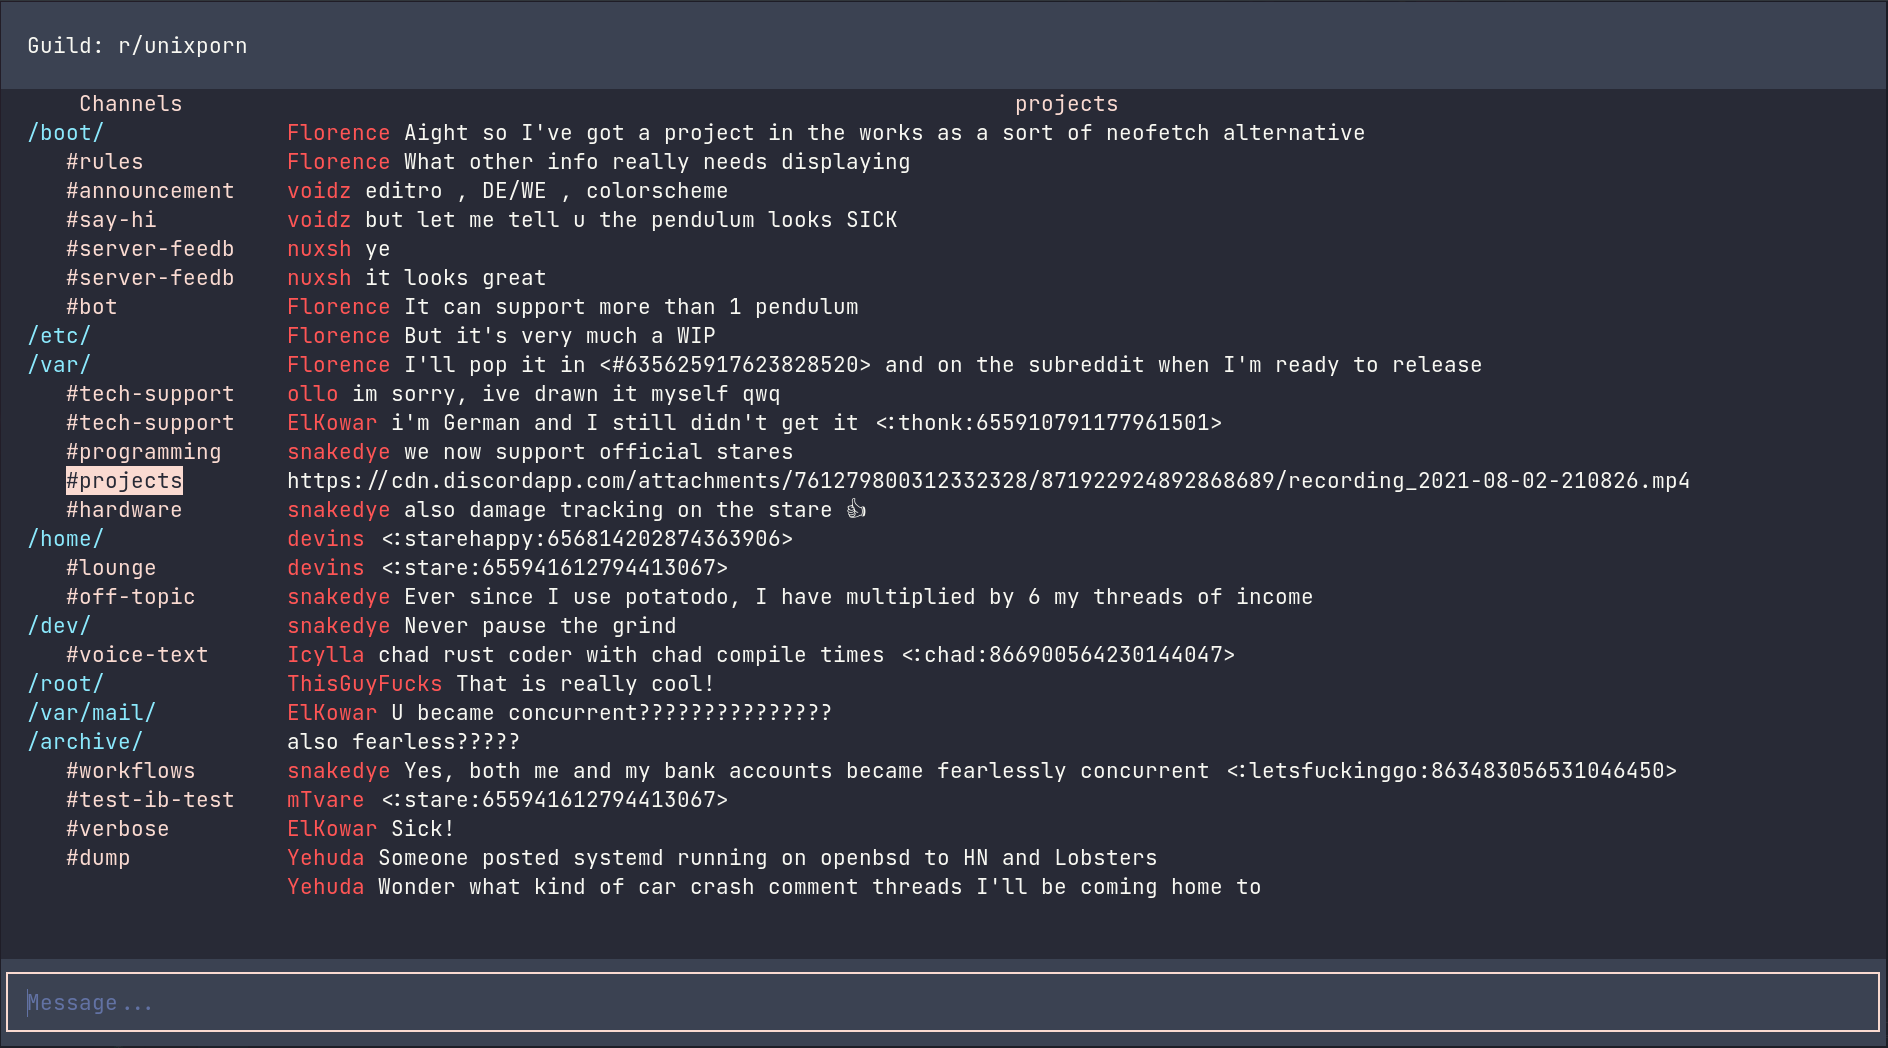 Guild: r/unixporn
Channels
/boot/
#rules
#announcement
#say-hi
#server-feedb
#server-feedb
#bot
/etc/
/var/
#tech-support
#tech-support
#programming
#projects
#hardware
/home/
#lounge
#off-topic
/dev/
#voice-text
/root/
/var/mail/
/archive/
#workflows
#test-ib-test
#verbose
#dump
projects
Florence Aight so I've got a project in the works as a sort of neofetch alternative
Florence What other info really needs displaying
voidz editro , DE/WE , colorscheme
voidz but let me tell u the pendulum looks SICK
nuxsh ye
nuxsh it looks great
Florence It can support more than 1 pendulum
Florence But it's very much a WIP
Florence I'll pop it in <#635625917623828520> and on the subreddit when I'm ready to release
ollo im sorry, ive drawn it myself qwq
ElKowar i'm German and I still didn't get it <:thonk:655910791177961501>
snakedye we now support official stares
https://cdn.discordapp.com/attachments/761279800312332328/871922924892868689/recording_2021-08-02-210826.mp4
snakedye also damage tracking on the stare 👍
devins <:starehappy:656814202874363906>
devins <:stare:655941612794413067>
snakedye Ever since I use potatodo, I have multiplied by 6 my threads of income
snakedye Never pause the grind
Icylla chad rust coder with chad compile times <:chad:866900564230144047>
ThisGuyFucks That is really cool!
ElKowar U became concurrent???????????????
also fearless?????
snakedye Yes, both me and my bank accounts became fearlessly concurrent <:letsfuckinggo:863483056531046450>
mTvare <:stare:655941612794413067>
ElKowar Sick!
Yehuda Someone posted systemd running on openbsd to HN and Lobsters
Yehuda Wonder what kind of car crash comment threads I'll be coming home to
Message...